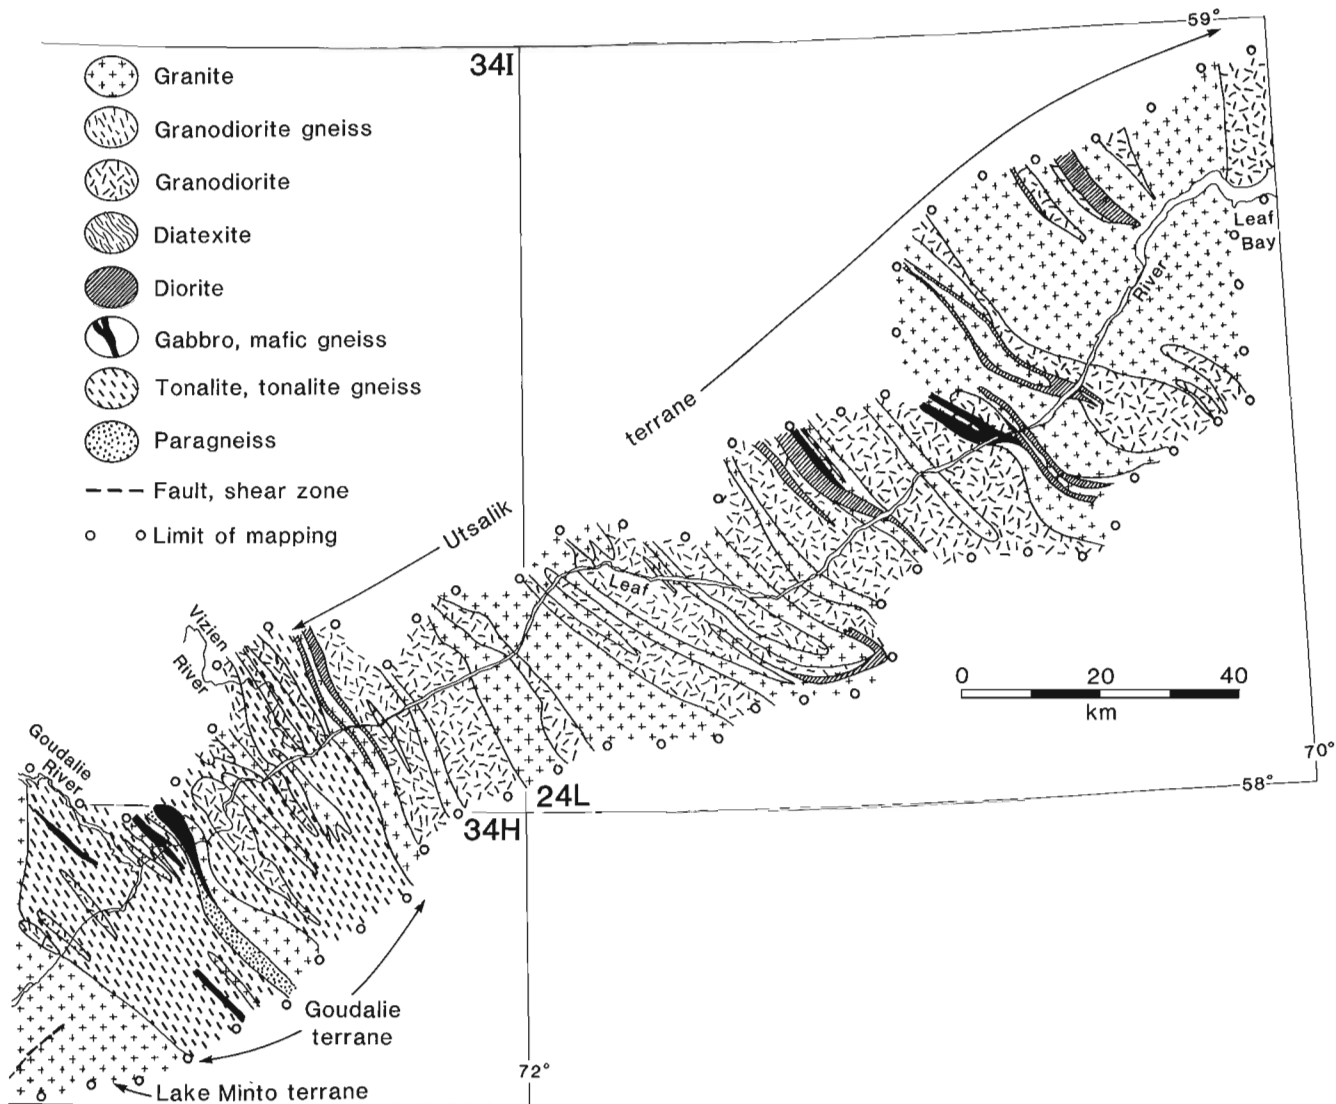 59°
34I
Granite
Granodiorite gneiss
Granodiorite
Diatexite
Diorite
Gabbro, mafic gneiss
Tonalite, tonalite gneiss
Paragneiss
Fault, shear zone
Limit of mapping
Leaf
Bay
River
terrane
Utsalik
Leaf
Vizien
River
0 20 40
km
Goudalie
River
70°
58°
24L
34H
Goudalie
terrane
72°
Lake Minto terrane